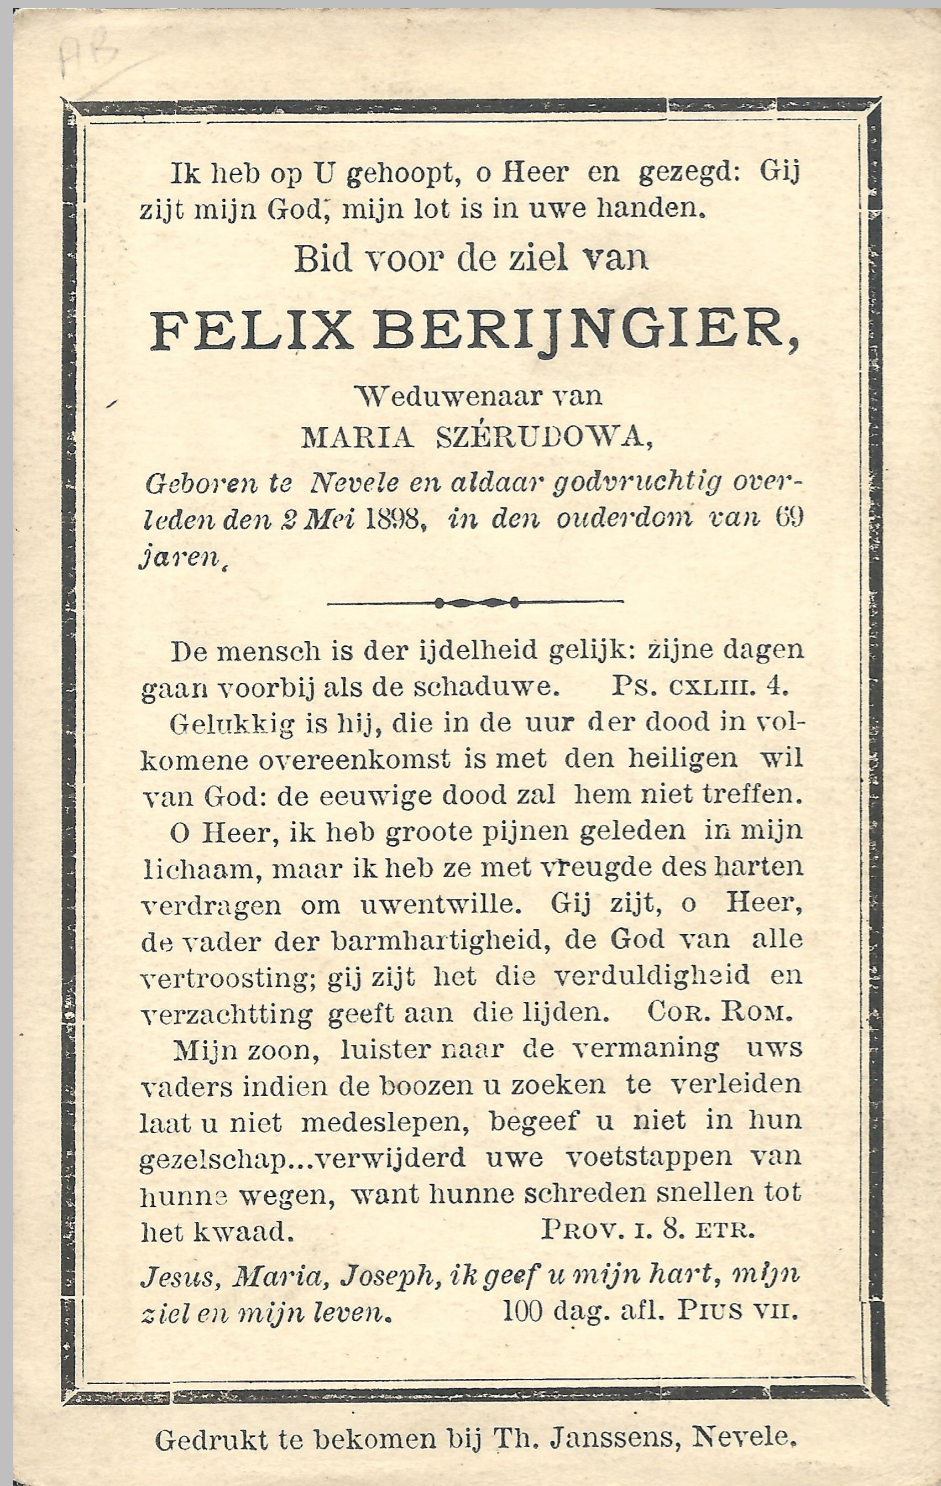 AB
Ik heb op U gehoopt, o Heer en gezegd: Gij
zijt mijn God, mijn lot is in uwe handen.
Bid voor de ziel van
FELIX BERIJNGIER,
Weduwenaar van
MARIA SZÉRUDOWA,
Geboren te Nevele en aldaar godvruchtig over-
leden den 2 Mei 1898, in den ouderdom van 69
jaren.
De mensch is der ijdelheid gelijk: zijne dagen
gaan voorbij als de schaduwe. Ps. CXLIII. 4.
Gelukkig is hij, die in de uur der dood in vol-
komene overeenkomst is met den heiligen wil
van God: de eeuwige dood zal hem niet treffen.
O Heer, ik heb groote pijnen geleden in mijn
lichaam, maar ik heb ze met vreugde des harten
verdragen om uwentwille. Gij zijt, o Heer,
de vader der barmhartigheid, de God van alle
vertroosting; gij zijt het die verduldigheid en
verzachtting geeft aan die lijden. COR. ROM.
Mijn zoon, luister naar de vermaning uws
vaders indien de boozen u zoeken te verleiden
laat u niet medeslepen, begeef u niet in hun
gezelschap...verwijderd uwe voetstappen van
hunne wegen, want hunne schreden snellen tot
het kwaad. PROV. I. 8. ETR.
Jesus, Maria, Joseph, ik geef u mijn hart, mijn
ziel en mijn leven. 100 dag. afl. PIUS VII.
Gedrukt te bekomen bij Th. Janssens, Nevele.